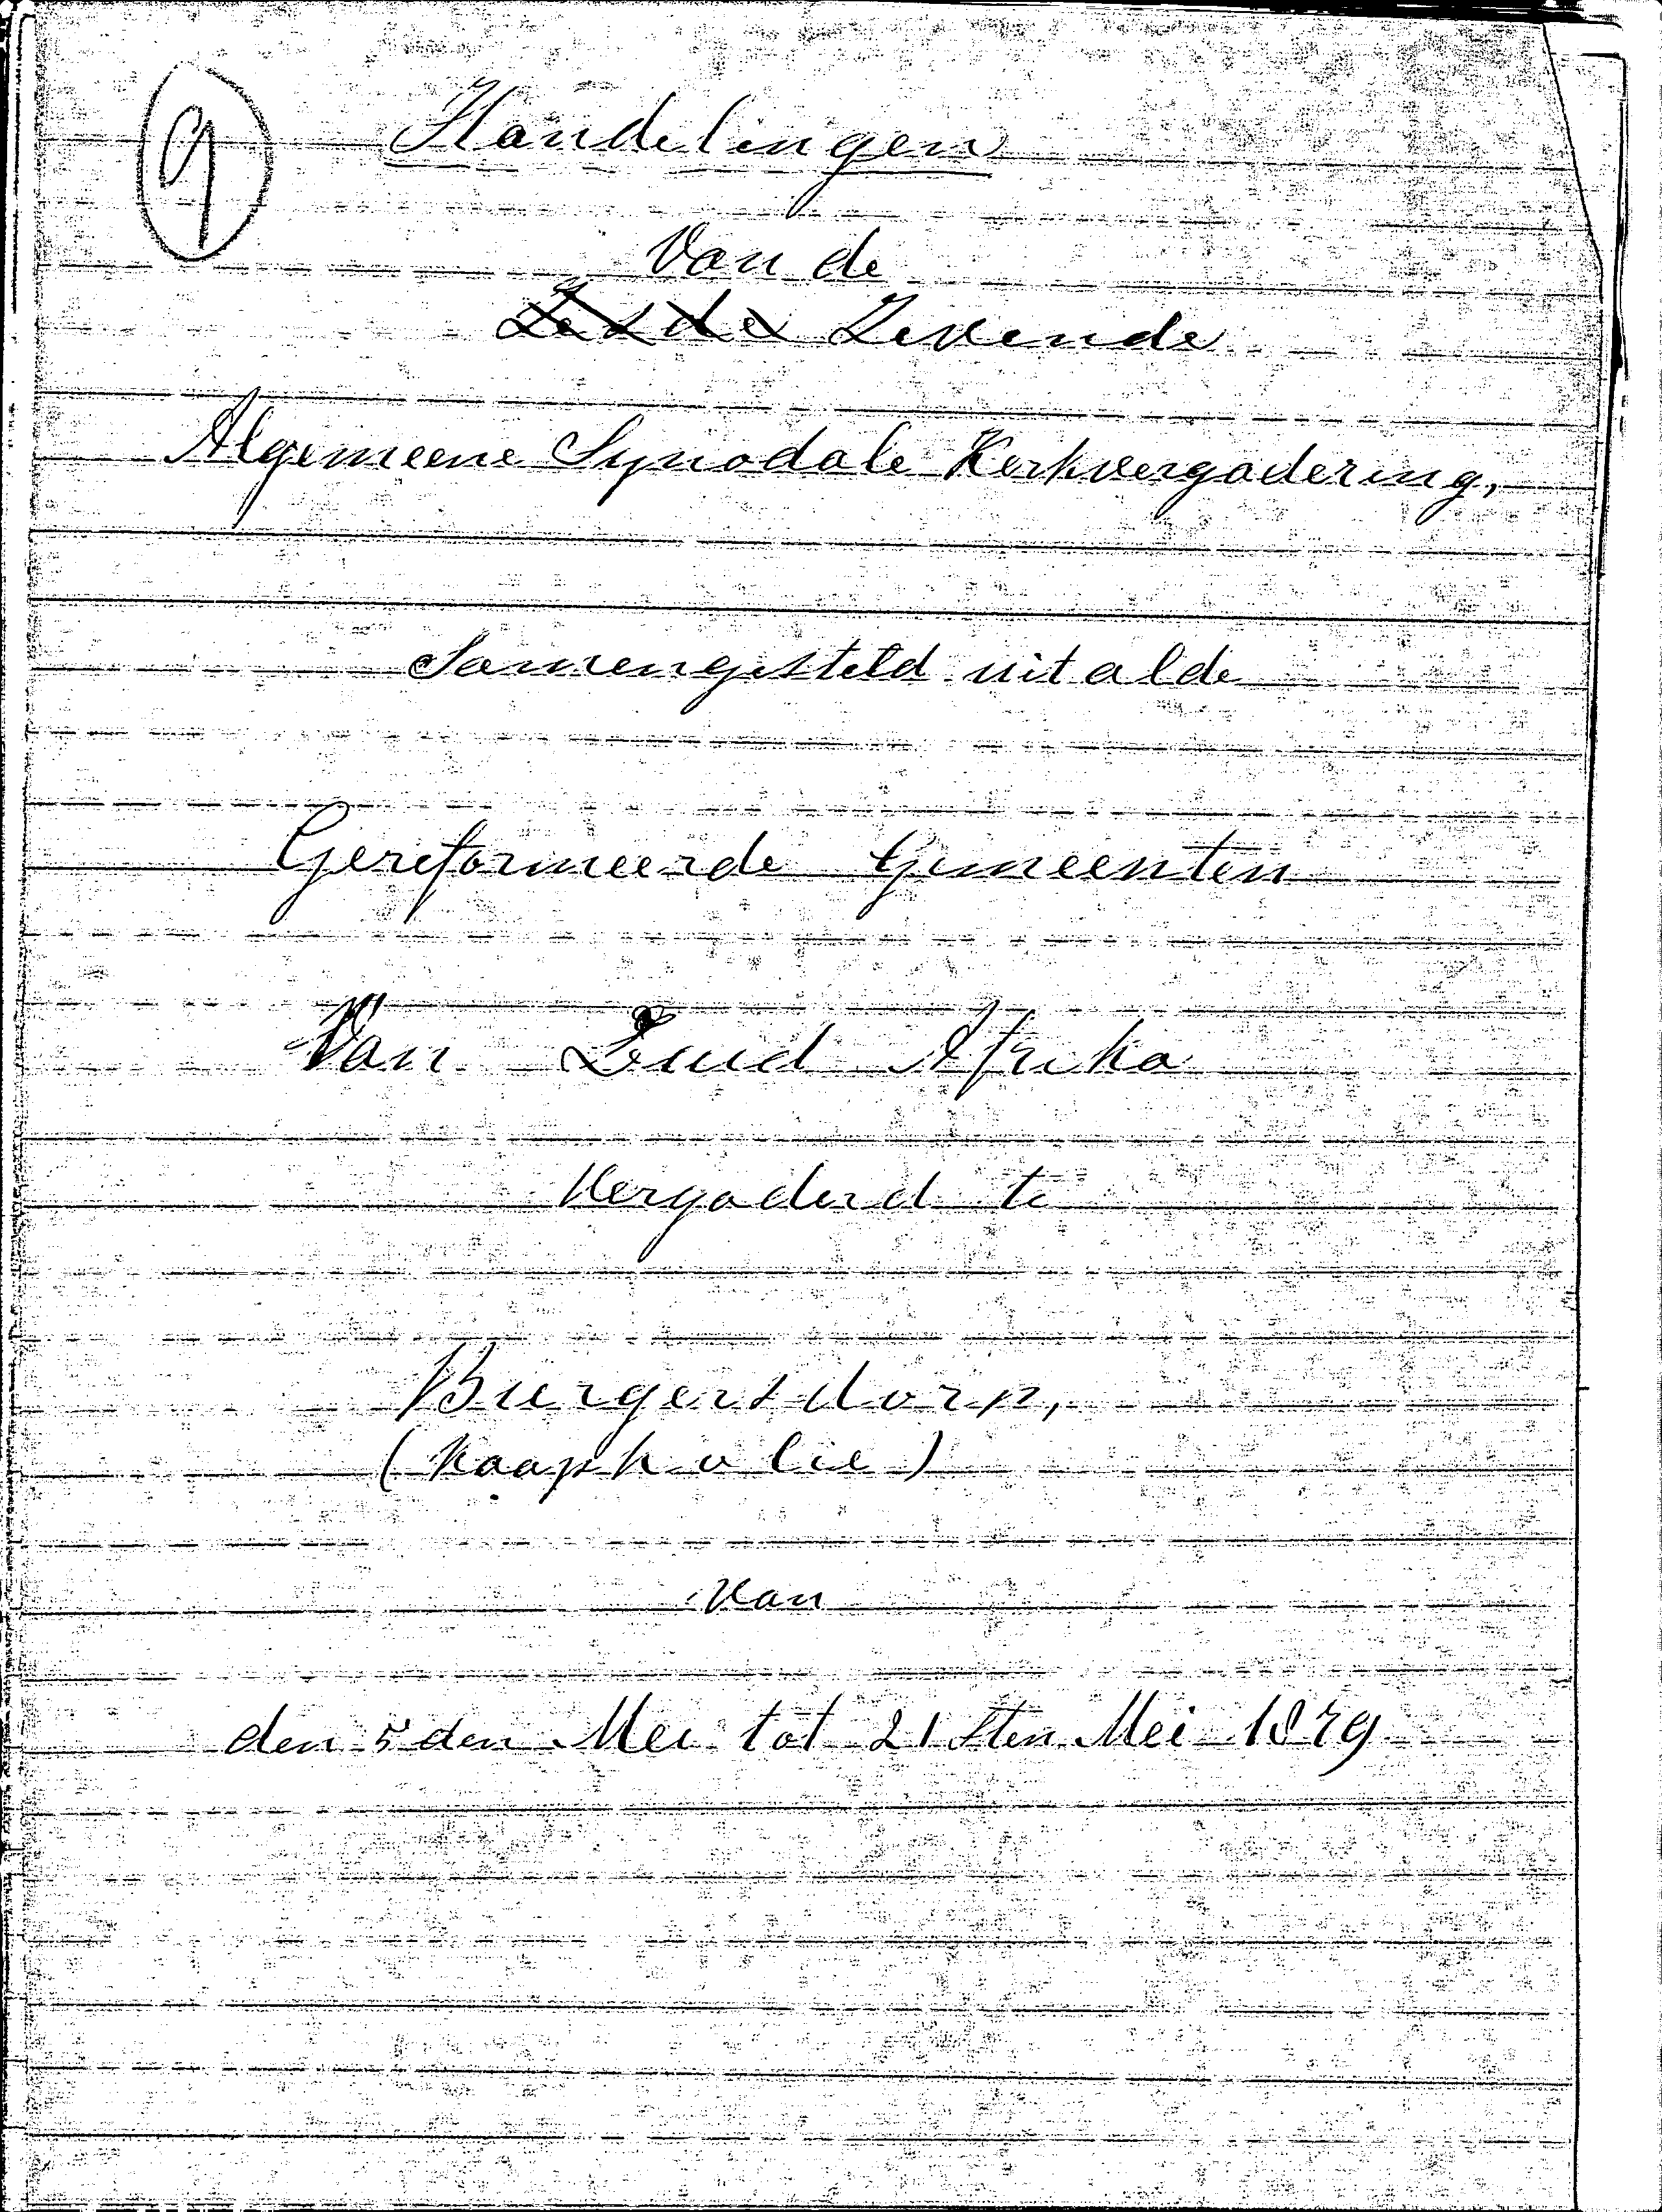 9
Handelingen
Van de
Zesde Zevende
Algemeene Synodale Kerkvergadering,
Samengesteld uit al de
Gereformeerde Gemeenten
Van Zuid Afrika
Vergaderd te
Burgersdorp,
(Kaapkolie)
van
den 5den Mei tot 21sten Mei 1879